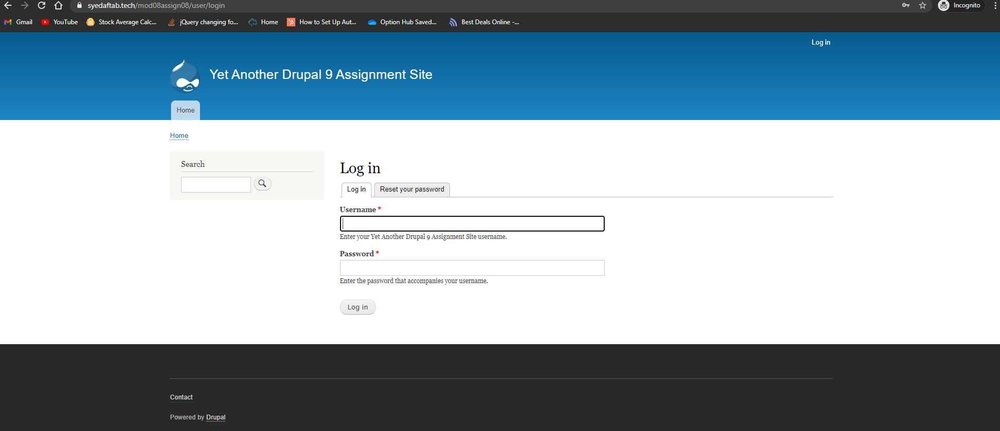 syedaftab.tech/mod08assign08/user/login
Incognito
Gmail YouTube Stock Average Calc... jQuery changing fo... Home How to Set Up Aut... Option Hub Saved... Best Deals Online -...
Log in
Yet Another Drupal 9 Assignment Site
Home
Home
Search
Log in
Log in Reset your password
Username *
Enter your Yet Another Drupal 9 Assignment Site username.
Password *
Enter the password that accompanies your username.
Log in
Contact
Powered by Drupal